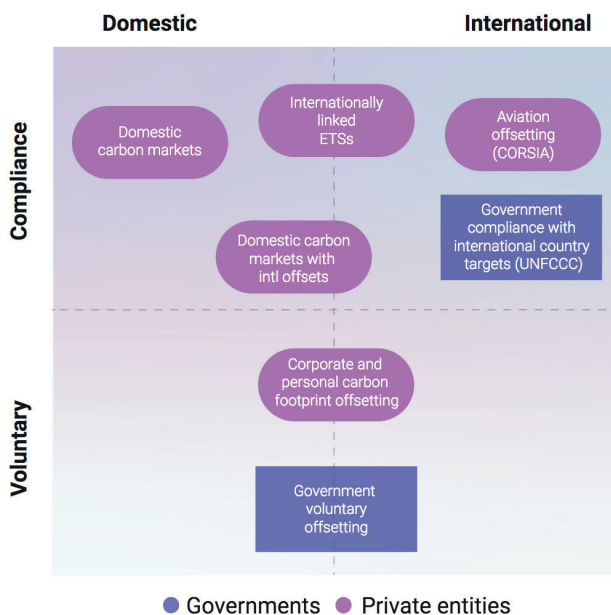 Domestic
International
Compliance
Voluntary
Domestic
carbon markets
Internationally
linked
ETSs
Aviation
offsetting
(CORSIA)
Government
compliance with
international country
targets (UNFCCC)
Domestic carbon
markets with
intl offsets
Corporate and
personal carbon
footprint offsetting
Government
voluntary
offsetting
Governments
Private entities